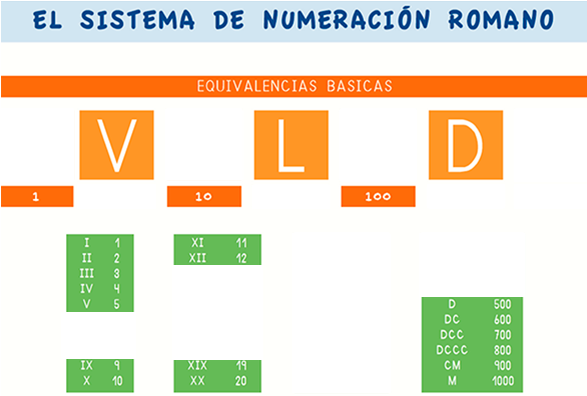 EL SISTEMA DE NUMERACIÓN ROMANO
EQUIVALENCIAS BASICAS
V L D
1 10 100
I 1
II 2
III 3
IV 4
V 5
IX 9
X 10
XI 11
XII 12
XIX 19
XX 20
D 500
DC 600
DCC 700
DCCC 800
CM 900
M 1000